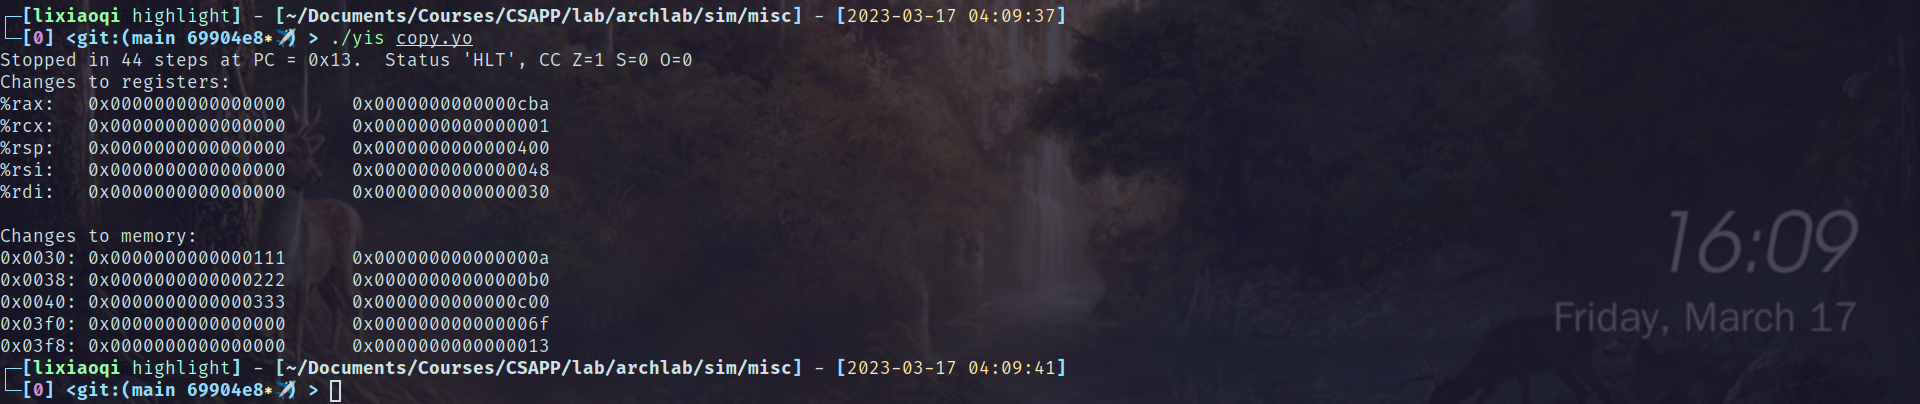 ┌─[lixiaoqi highlight] - [~/Documents/Courses/CSAPP/lab/archlab/sim/misc] - [2023-03-17 04:09:37]
└─[0] <git:(main 69904e8*✈) > ./yis copy.yo
Stopped in 44 steps at PC = 0x13.  Status 'HLT', CC Z=1 S=0 O=0
Changes to registers:
%rax:   0x0000000000000000      0x0000000000000cba
%rcx:   0x0000000000000000      0x0000000000000001
%rsp:   0x0000000000000000      0x0000000000000400
%rsi:   0x0000000000000000      0x0000000000000048
%rdi:   0x0000000000000000      0x0000000000000030

Changes to memory:
0x0030: 0x0000000000000111      0x000000000000000a
0x0038: 0x0000000000000222      0x00000000000000b0
0x0040: 0x0000000000000333      0x0000000000000c00
0x03f0: 0x0000000000000000      0x000000000000006f
0x03f8: 0x0000000000000000      0x0000000000000013
┌─[lixiaoqi highlight] - [~/Documents/Courses/CSAPP/lab/archlab/sim/misc] - [2023-03-17 04:09:41]
└─[0] <git:(main 69904e8*✈) >
16:09
Friday, March 17